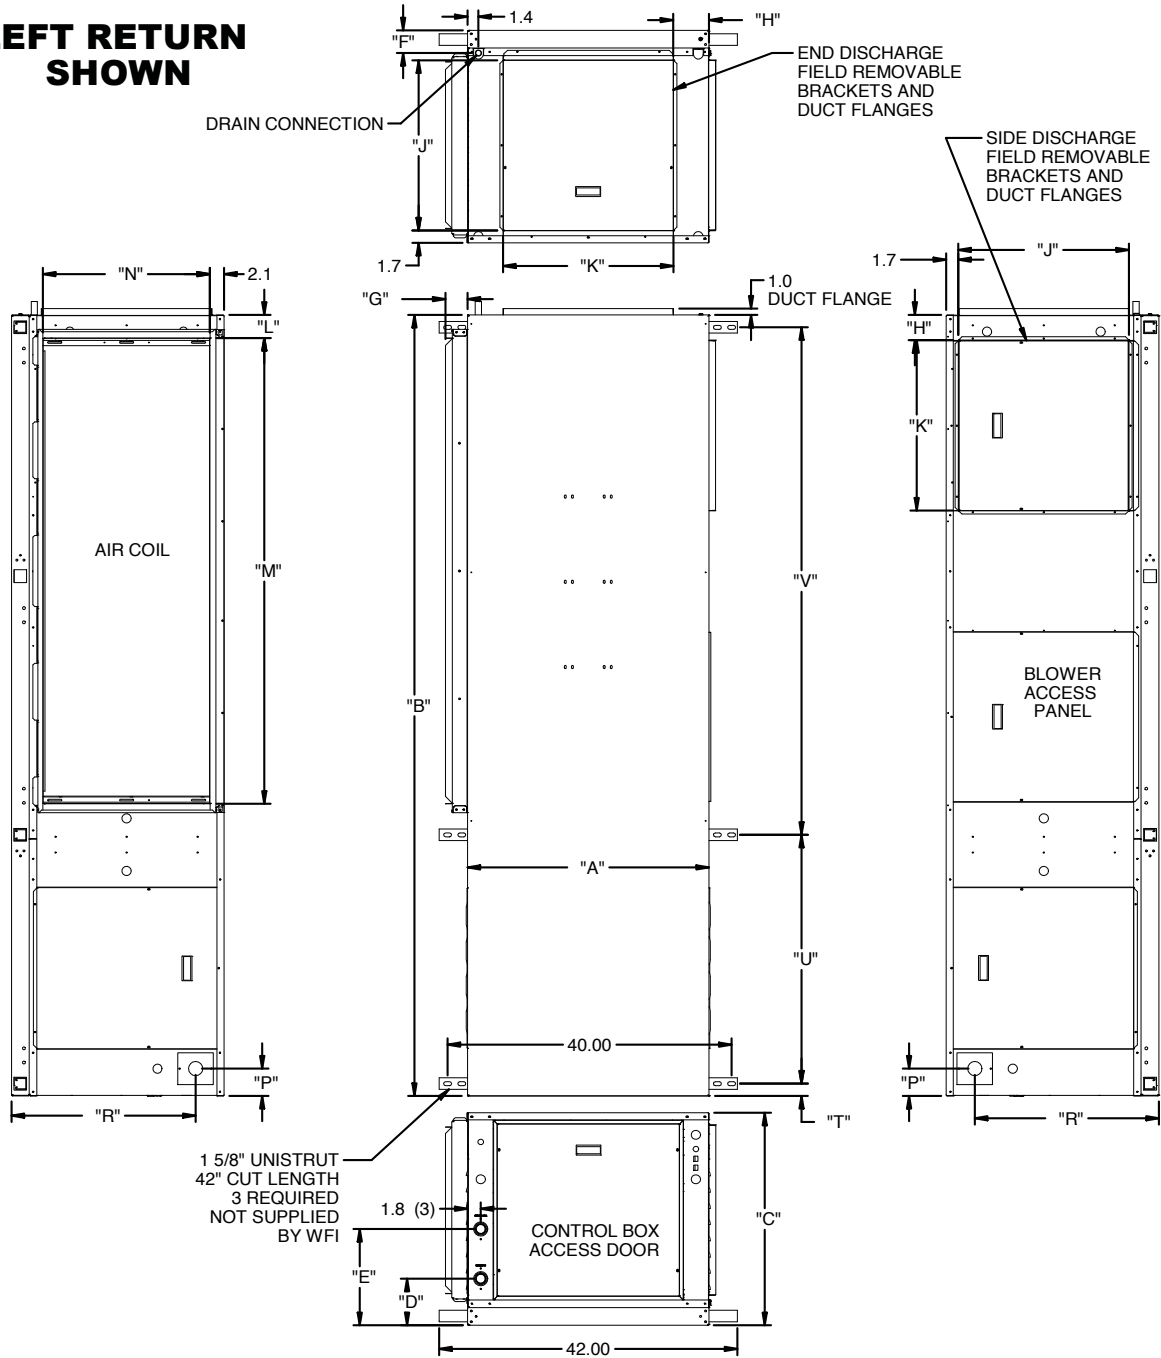 EFT RETURN
SHOWN
1.4
"H"
"F"
END DISCHARGE
FIELD REMOVABLE
BRACKETS AND
DUCT FLANGES
DRAIN CONNECTION
"J"
SIDE DISCHARGE
FIELD REMOVABLE
BRACKETS AND
DUCT FLANGES
1.7
"K"
"N"
2.1
"G"
1.0
DUCT FLANGE
1.7
"J"
"L"
"H"
"K"
AIR COIL
"M"
"V"
"B"
BLOWER
ACCESS
PANEL
"A"
"U"
40.00
"P"
"R"
"T"
"P"
"R"
1 5/8" UNISTRUT
42" CUT LENGTH
3 REQUIRED
NOT SUPPLIED
BY WFI
1.8 (3)
CONTROL BOX
ACCESS DOOR
"C"
"E"
"D"
42.00